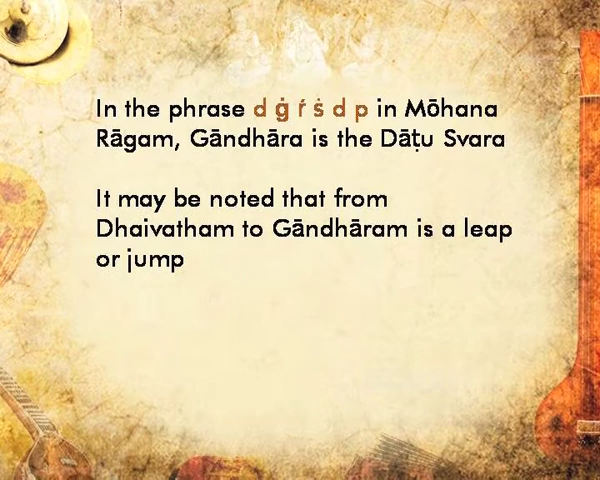 In the phrase d ġ ṙ ṡ d p in Mōhana
Rāgam, Gāndhāra is the Dāṭu Svara
It may be noted that from
Dhaivatham to Gāndhāram is a leap
or jump